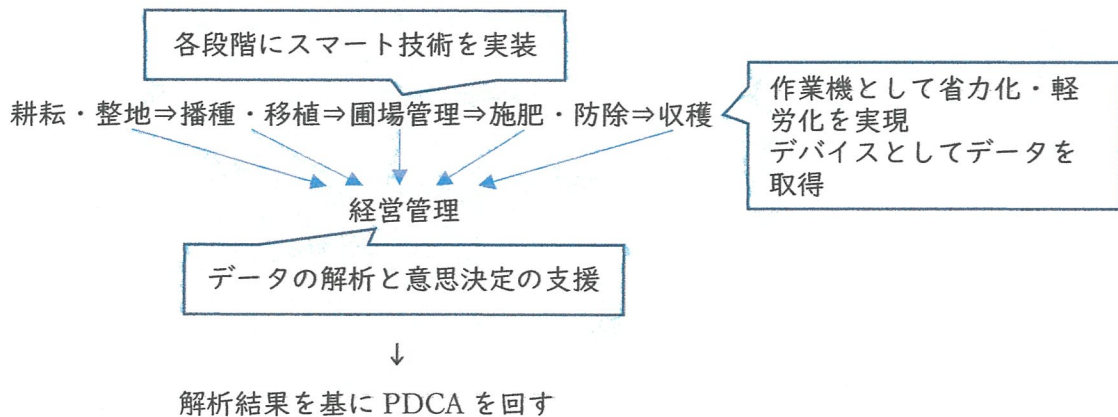 各段階にスマート技術を実装
耕耘・整地⇒播種・移植⇒圃場管理⇒施肥・防除⇒収穫
作業機として省力化・軽
労化を実現
デバイスとしてデータを
取得
経営管理
データの解析と意思決定の支援
↓
解析結果を基に PDCA を回す